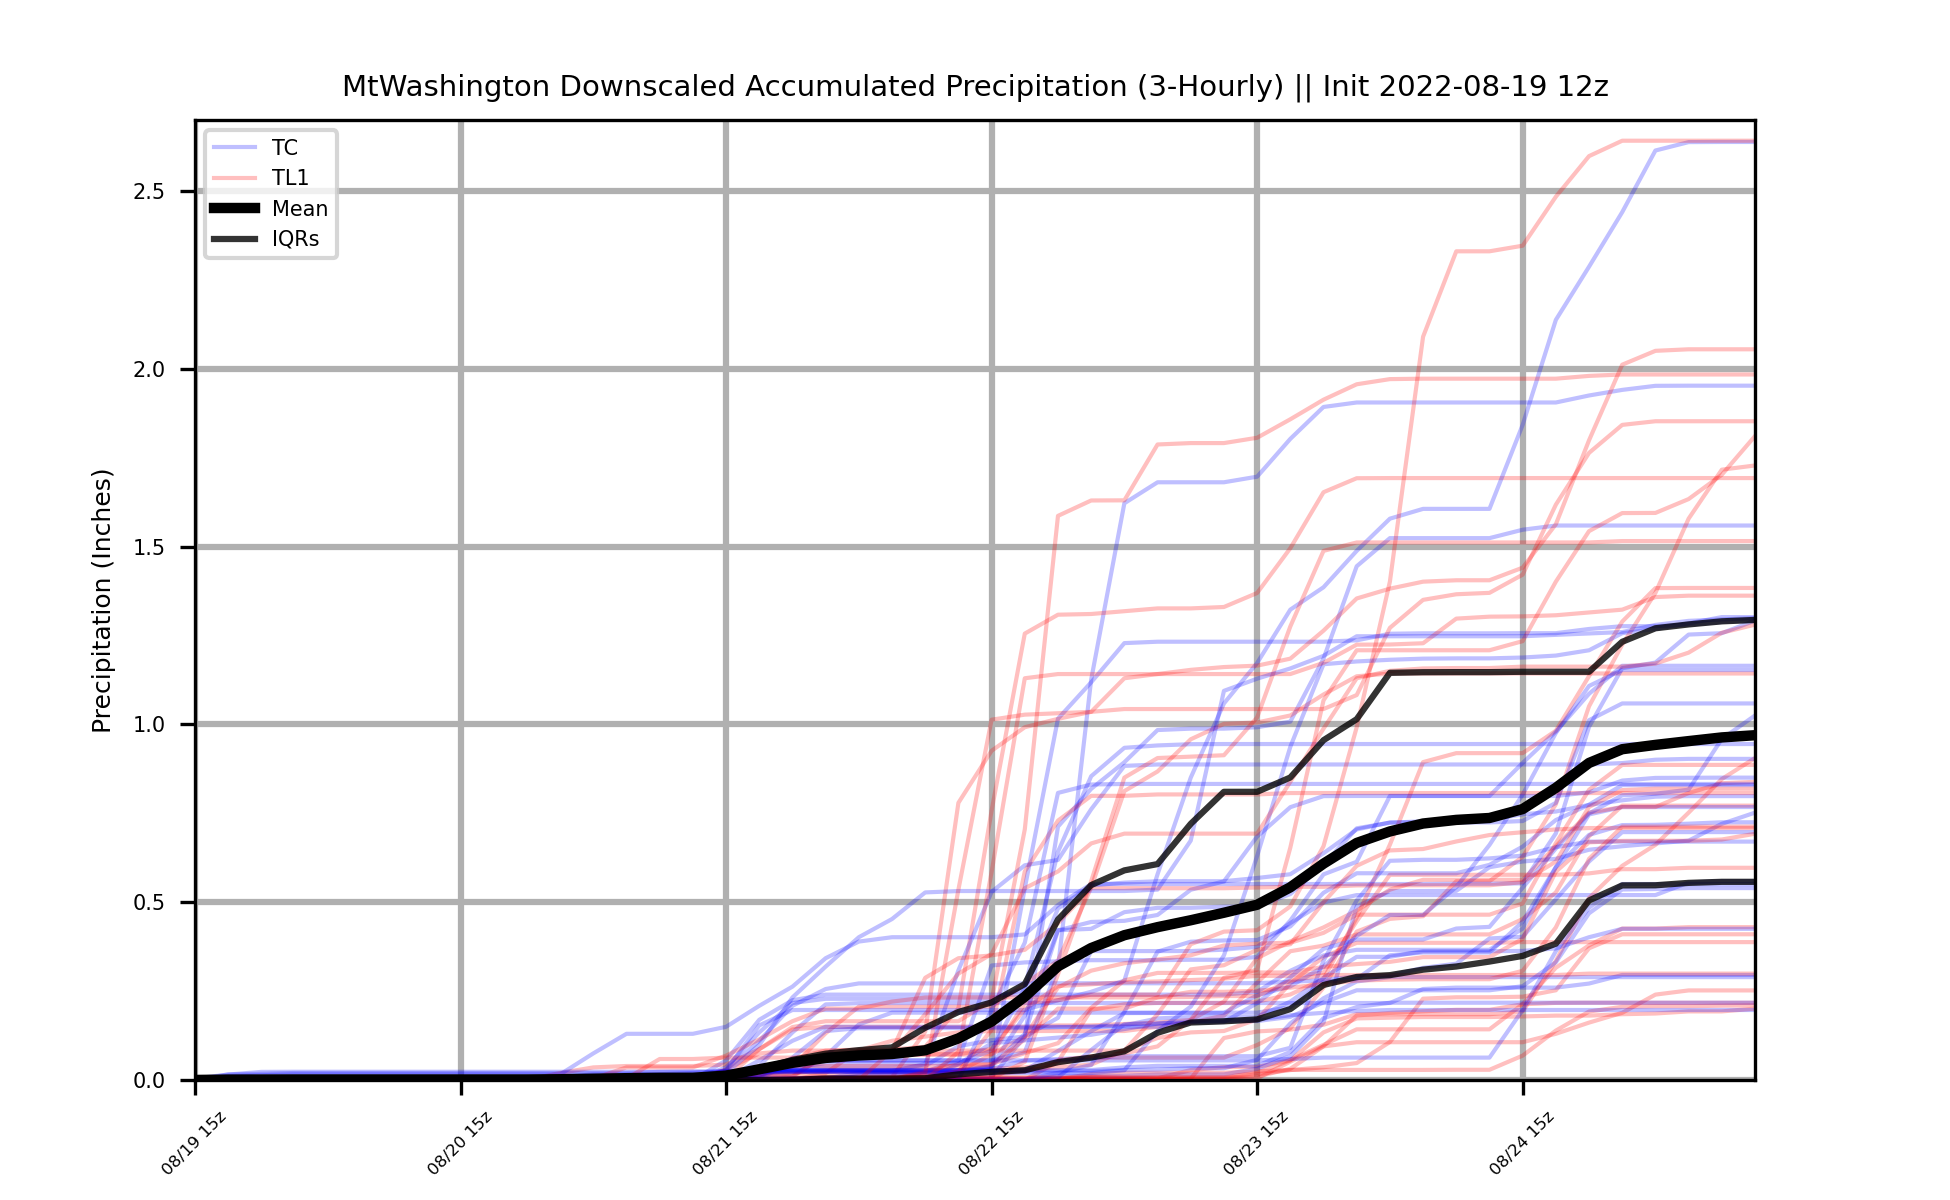 MtWashington Downscaled Accumulated Precipitation (3-Hourly) || Init 2022-08-19 12z
TC
TL1
Mean
IQRs
Precipitation (Inches)
2.5
2.0
1.5
1.0
0.5
0.0
08/19 15z
08/20 15z
08/21 15z
08/22 15z
08/23 15z
08/24 15z